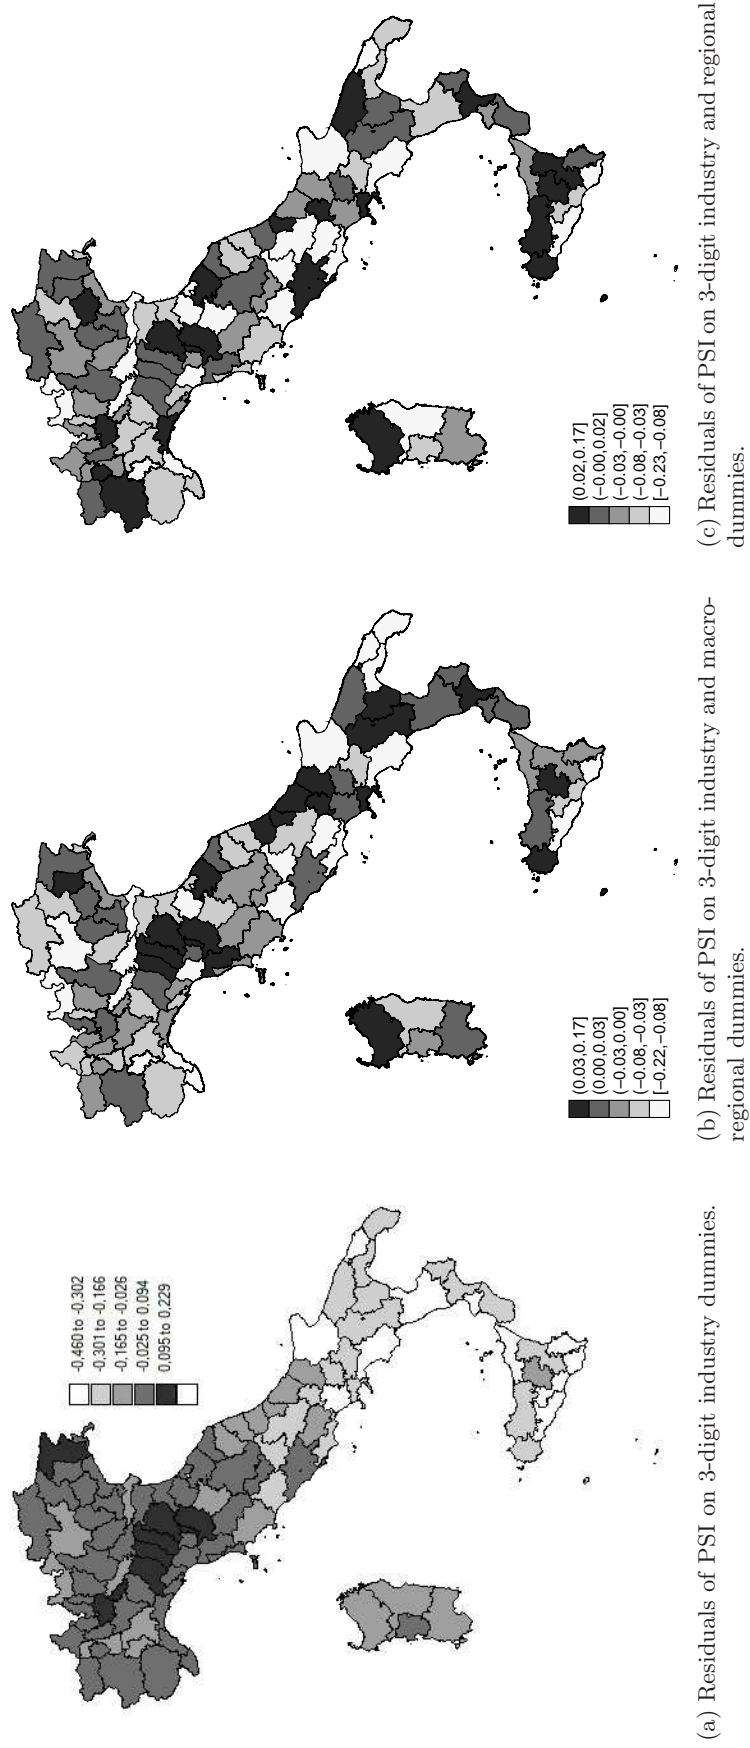 -0,460 to -0,302
-0,301 to -0,166
-0,165 to -0,026
-0,025 to 0,094
0,095 to 0,229
(a) Residuals of PSI on 3-digit industry dummies.
(0.03,0.17]
(0.00,0.03]
(−0.03,0.00]
(−0.08,−0.03]
[−0.22,−0.08]
(b) Residuals of PSI on 3-digit industry and macro-
regional dummies.
(0.02,0.17]
(−0.00,0.02]
(−0.03,−0.00]
(−0.08,−0.03]
[−0.23,−0.08]
(c) Residuals of PSI on 3-digit industry and regional
dummies.